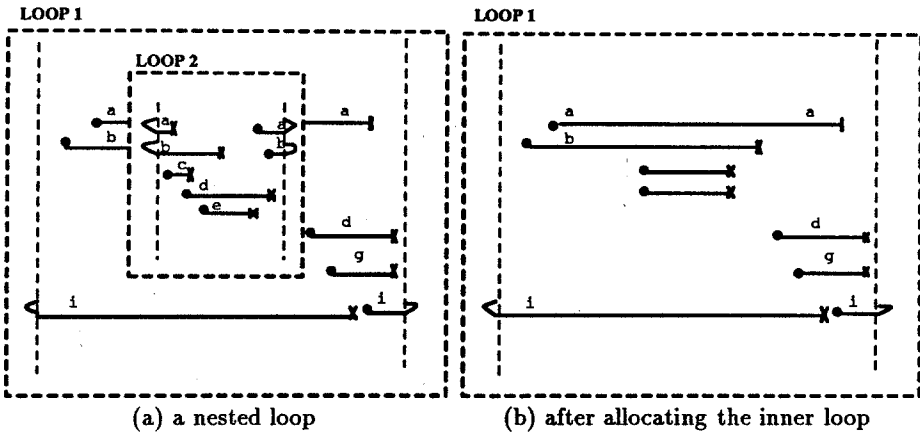 LOOP 1
LOOP 1
LOOP 2
a
a
a
a
a
a
b
b
b
b
c
d
e
d
d
g
g
i
i
i
i
(a) a nested loop
(b) after allocating the inner loop